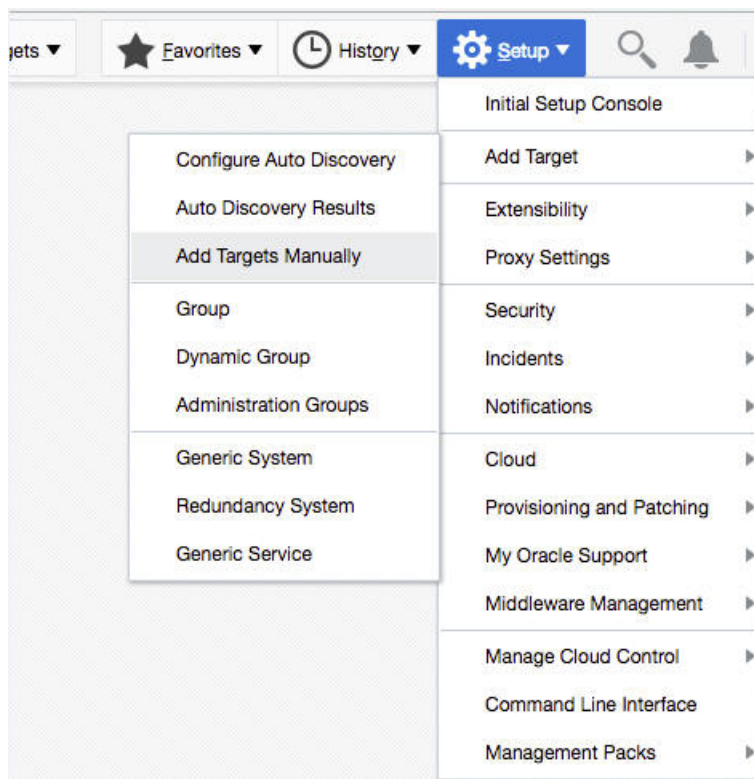 gets ▼ Favorites ▼ History ▼ Setup ▼
Initial Setup Console
Add Target
Extensibility
Proxy Settings
Security
Incidents
Notifications
Cloud
Provisioning and Patching
My Oracle Support
Middleware Management
Manage Cloud Control
Command Line Interface
Management Packs
Configure Auto Discovery
Auto Discovery Results
Add Targets Manually
Group
Dynamic Group
Administration Groups
Generic System
Redundancy System
Generic Service